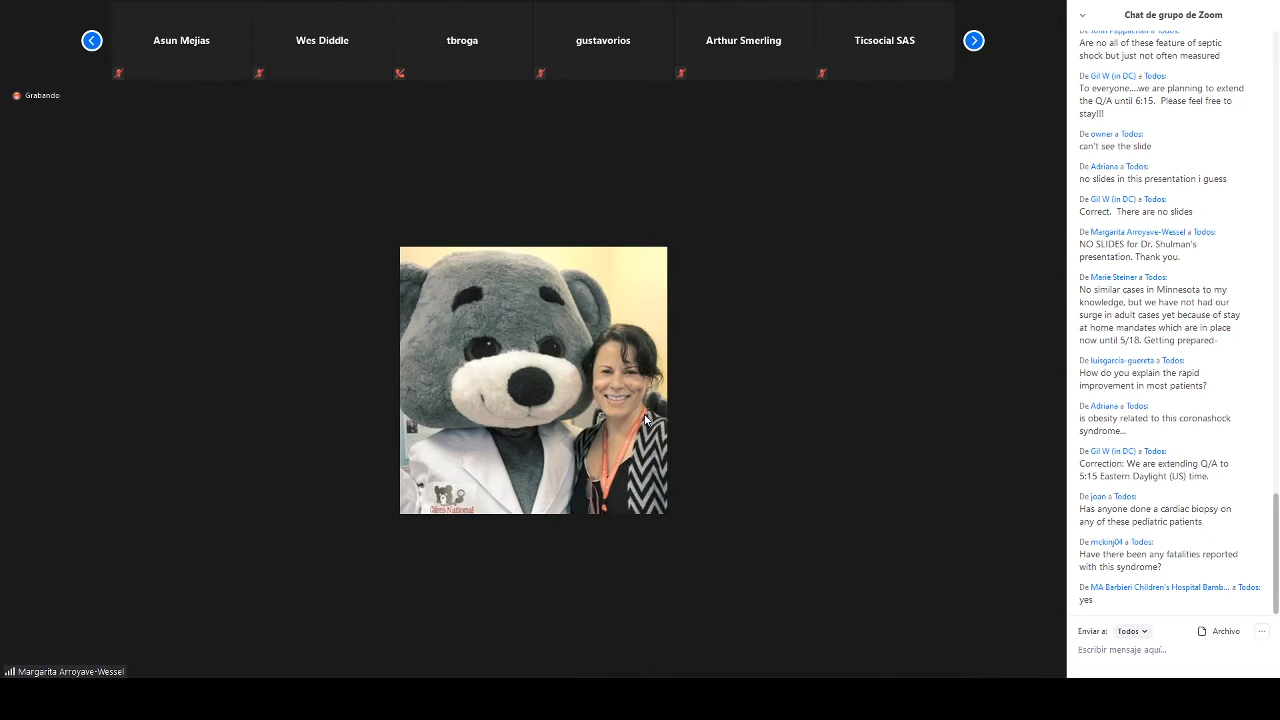 Asun Mejias
Wes Diddle
tbroga
gustavorios
Arthur Smerling
Ticsocial SAS
Grabando
National
Margarita Arroyave-Wessel
Chat de grupo de Zoom
De John Pappachan a Todos:
Are no all of these feature of septic
shock but just not often measured
De Gil W (in DC) a Todos:
To everyone....we are planning to extend
the Q/A until 6:15. Please feel free to
stay!!!
De owner a Todos:
can't see the slide
De Adriana a Todos:
no slides in this presentation i guess
De Gil W (in DC) a Todos:
Correct. There are no slides
De Margarita Arroyave-Wessel a Todos:
NO SLIDES for Dr. Shulman's
presentation. Thank you.
De Marie Steiner a Todos:
No similar cases in Minnesota to my
knowledge, but we have not had our
surge in adult cases yet because of stay
at home mandates which are in place
now until 5/18. Getting prepared-
De luisgarcia-guereta a Todos:
How do you explain the rapid
improvement in most patients?
De Adriana a Todos:
is obesity related to this coronashock
syndrome...
De Gil W (in DC) a Todos:
Correction: We are extending Q/A to
5:15 Eastern Daylight (US) time.
De joan a Todos:
Has anyone done a cardiac biopsy on
any of these pediatric patients
De mckinj04 a Todos:
Have there been any fatalities reported
with this syndrome?
De MA Barbieri Children's Hospital Bamb... a Todos:
yes
Enviar a: Todos Archivo ...
Escribir mensaje aquí...